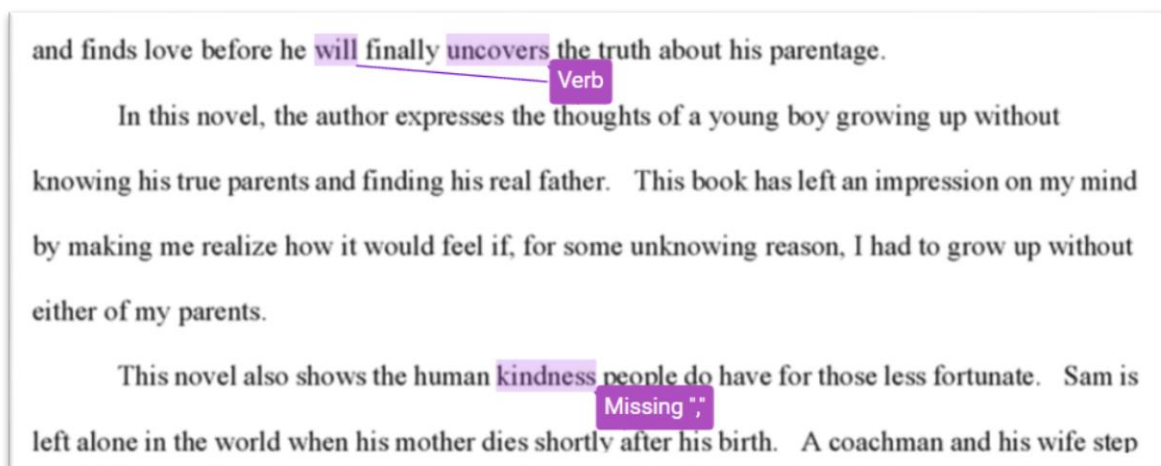 and finds love before he will finally uncovers the truth about his parentage.
Verb
In this novel, the author expresses the thoughts of a young boy growing up without
knowing his true parents and finding his real father. This book has left an impression on my mind
by making me realize how it would feel if, for some unknowing reason, I had to grow up without
either of my parents.
This novel also shows the human kindness people do have for those less fortunate. Sam is
Missing ","
left alone in the world when his mother dies shortly after his birth. A coachman and his wife step